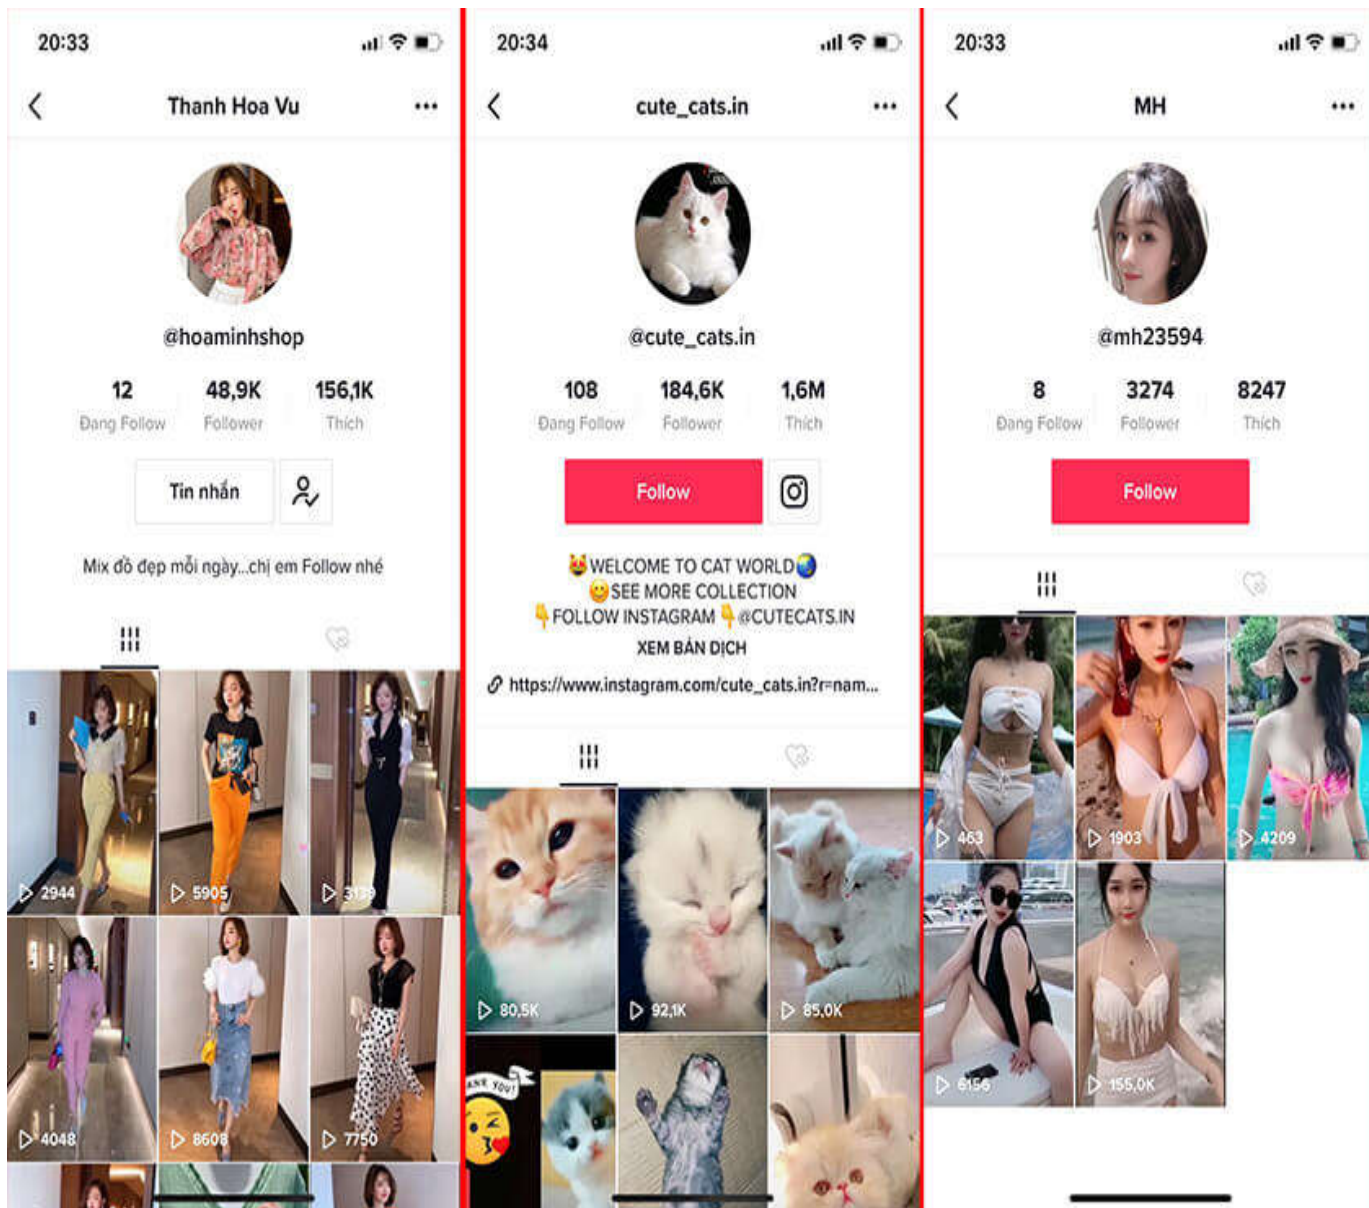 20:33
Thanh Hoa Vu
@hoaminhshop
12 48,9K 156,1K
Đang Follow Follower Thích
Tin nhắn
Mix đồ đẹp mỗi ngày...chị em Follow nhé
2944 5905 3139
4048 8608 7750
20:34
cute_cats.in
@cute_cats.in
108 184,6K 1,6M
Đang Follow Follower Thích
Follow
😻WELCOME TO CAT WORLD🌏
😊SEE MORE COLLECTION
👇FOLLOW INSTAGRAM👇@CUTECATS.IN
XEM BẢN DỊCH
https://www.instagram.com/cute_cats.in?r=nam...
80,5K 92,1K 85,0K
YOU!
20:33
MH
@mh23594
8 3274 8247
Đang Follow Follower Thích
Follow
463 1903 4209
6156 155,0K